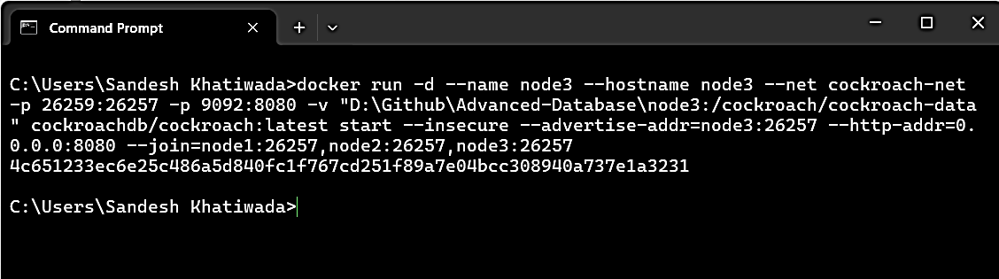 Command Prompt
C:\Users\Sandesh Khatiwada>docker run -d --name node3 --hostname node3 --net cockroach-net
-p 26259:26257 -p 9092:8080 -v "D:\Github\Advanced-Database\node3:/cockroach/cockroach-data
" cockroachdb/cockroach:latest start --insecure --advertise-addr=node3:26257 --http-addr=0.
0.0.0:8080 --join=node1:26257,node2:26257,node3:26257
4c651233ec6e25c486a5d840fc1f767cd251f89a7e04bcc308940a737e1a3231
C:\Users\Sandesh Khatiwada>